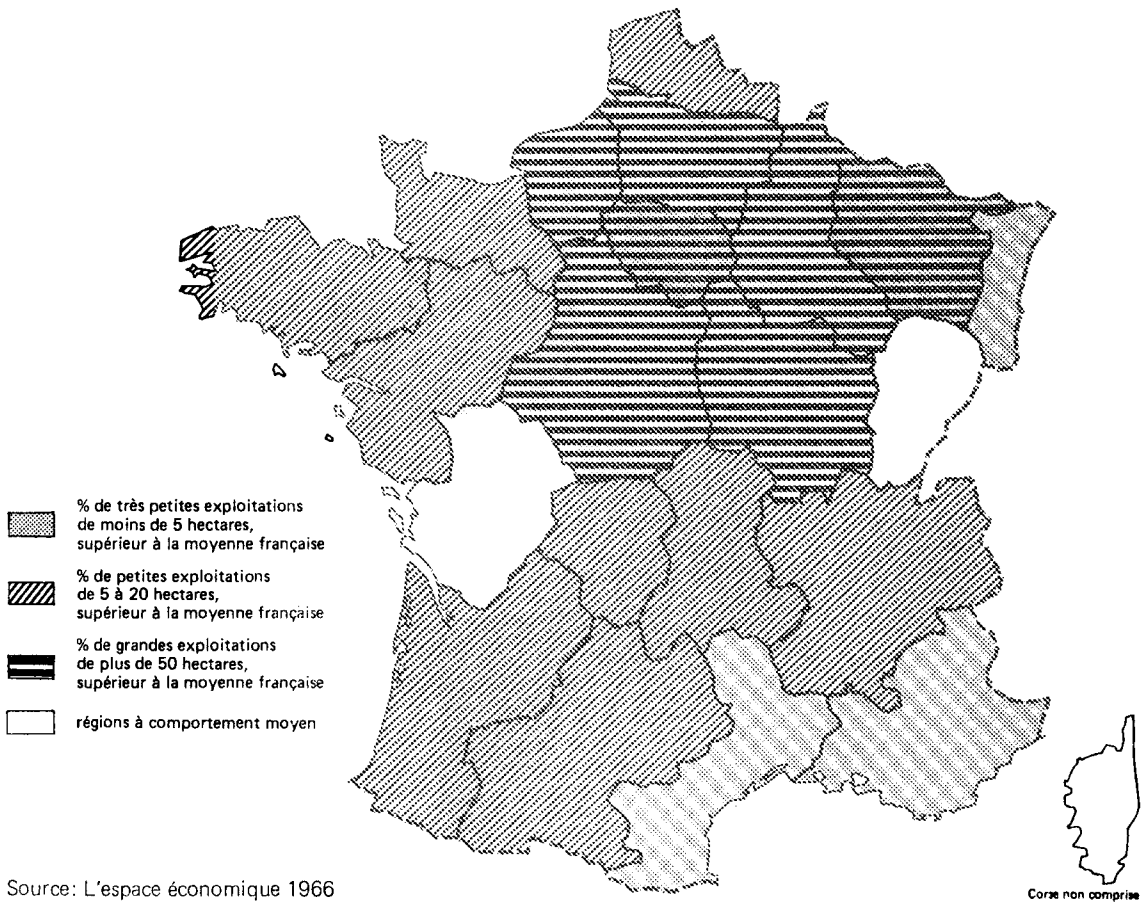 % de très petites exploitations
de moins de 5 hectares,
supérieur à la moyenne française
% de petites exploitations
de 5 à 20 hectares,
supérieur à la moyenne française
% de grandes exploitations
de plus de 50 hectares,
supérieur à la moyenne française
régions à comportement moyen
Source: L'espace économique 1966
Corse non comprise